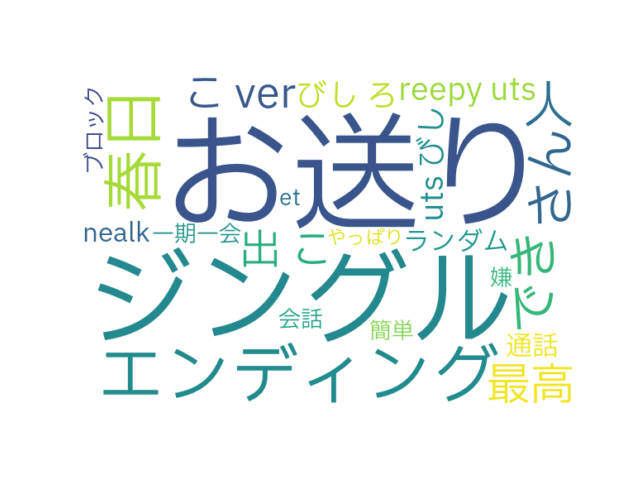 ブロック
春日
こ
ver
びし
ろ
reepy
uts
人
お送り
uts
びし
さん
et
nealk
一期一会
出
こ
やっぱり
ランダム
でき
ジングル
嫌
会話
簡単
通話
エンディング
最高